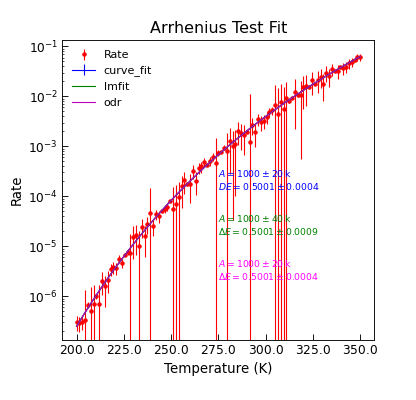 Arrhenius Test Fit
Rate
curve_fit
lmfit
odr
10⁻¹
10⁻²
10⁻³
10⁻⁴
10⁻⁵
10⁻⁶
Rate
A = 1000 ± 20 k
DE = 0.5001 ± 0.0004
A = 1000 ± 40 k
ΔE = 0.5001 ± 0.0009
A = 1000 ± 20 k
ΔE = 0.5001 ± 0.0004
200.0 225.0 250.0 275.0 300.0 325.0 350.0
Temperature (K)